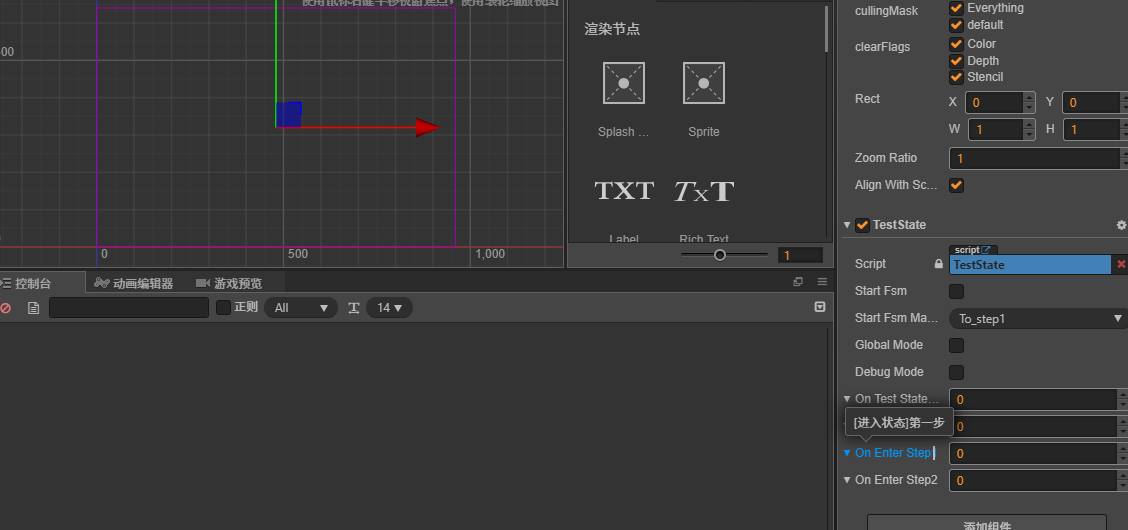 使用鼠标右键平移视图焦点，使用滚轮缩放视图
00
0
500
1,000
渲染节点
Splash ...
Sprite
TXT
TXT
Label
Rich Text
1
控制台
动画编辑器
游戏预览
正则
All
14
cullingMask
Everything
default
clearFlags
Color
Depth
Stencil
Rect
X
0
Y
0
W
1
H
1
Zoom Ratio
1
Align With Sc...
TestState
script
Script
TestState
Start Fsm
Start Fsm Ma...
To_step1
Global Mode
Debug Mode
On Test State...
0
[进入状态]第一步
0
On Enter Step1
0
On Enter Step2
0
添加组件